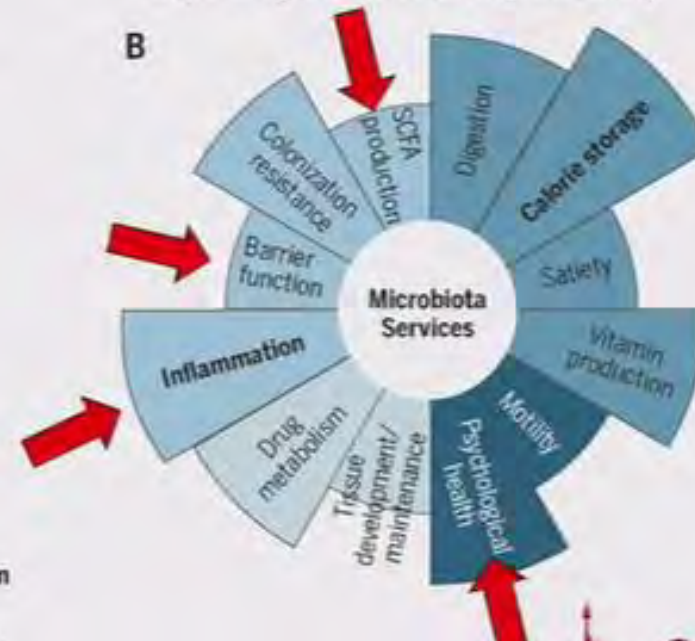 B
SCFA
production
Digestion
Calorie storage
Satiety
Vitamin
production
Motility
Psychological
health
Tissue
development/
maintenance
Drug
metabolism
Inflammation
Barrier
function
Colonization
resistance
Microbiota
Services